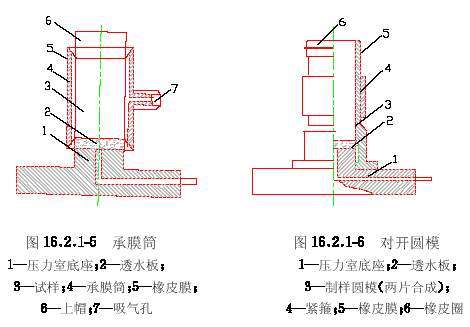 6
5
4
3
2
1
7
图16.2.1-5 承膜筒
1—压力室底座;2—透水板;
3—试样;4—承膜筒;5—橡皮膜;
6—上帽;7—吸气孔
6
5
4
3
2
1
图16.2.1-6 对开圆模
1—压力室底座;2—透水板;
3—制样圆模(两片合成);
4—紧箍;5—橡皮膜;6—橡皮圈